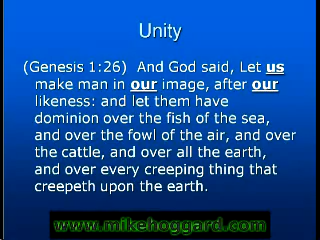 Unity
(Genesis 1:26) And God said, Let us
make man in our image, after our
likeness: and let them have
dominion over the fish of the sea,
and over the fowl of the air, and over
the cattle, and over all the earth,
and over every creeping thing that
creepeth upon the earth.
www.mikehoggard.com